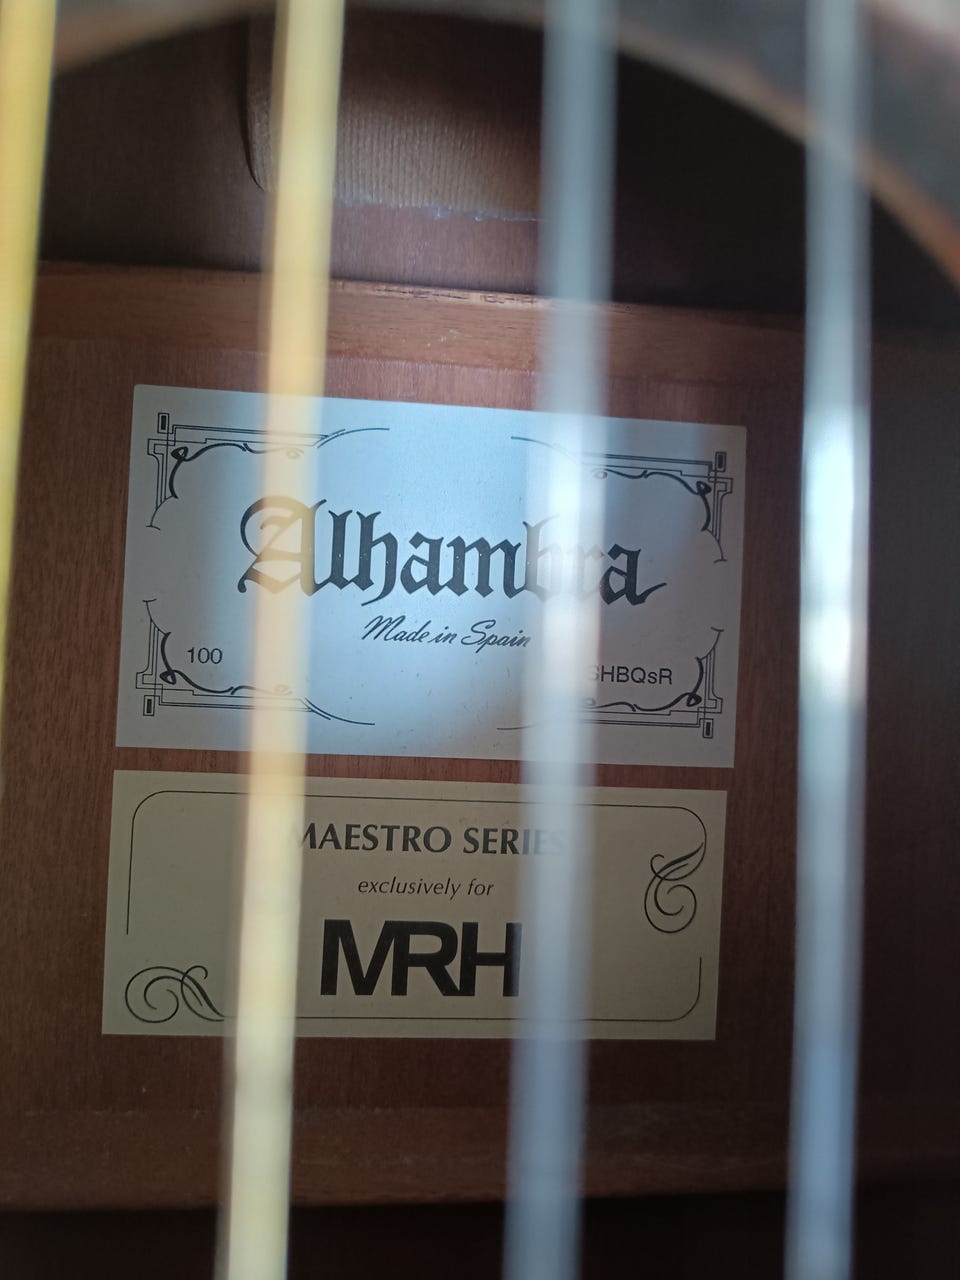 Alhambra
Made in Spain
100
SHBQsR
MAESTRO SERIES
exclusively for
MRH